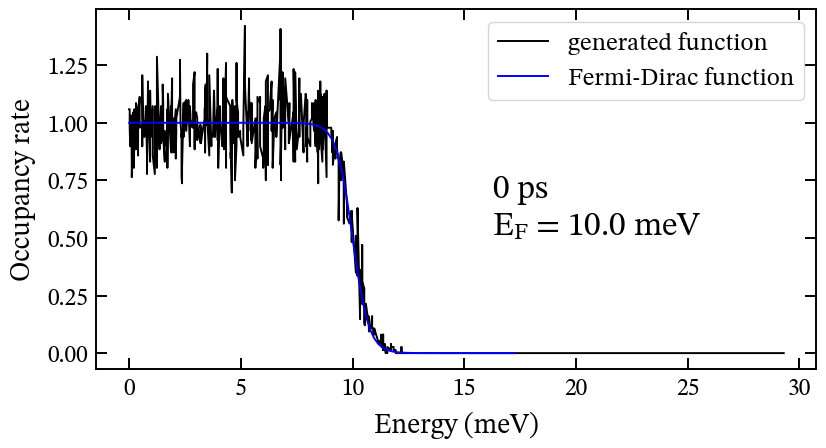 generated function
Fermi-Dirac function
1.25
1.00
0.75
0.50
0.25
0.00
Occupancy rate
0 ps
E_F = 10.0 meV
0 5 10 15 20 25 30
Energy (meV)